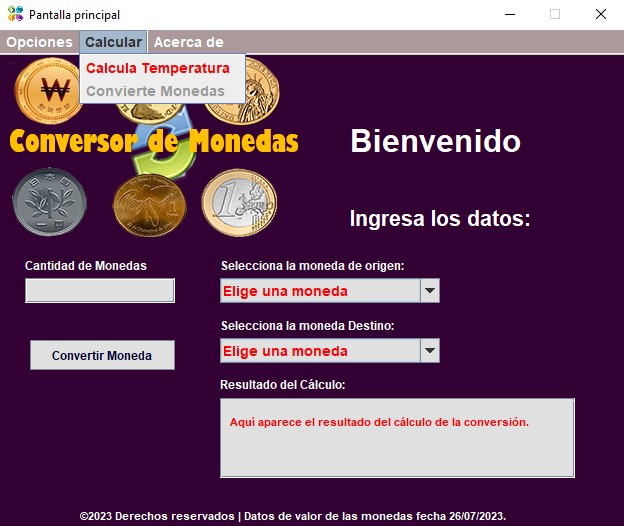 Pantalla principal
Opciones Calcular Acerca de
Calcula Temperatura
Convierte Monedas
Conversor de Monedas
Bienvenido
1
1
Ingresa los datos:
Cantidad de Monedas
Selecciona la moneda de origen:
Elige una moneda
Selecciona la moneda Destino:
Elige una moneda
Convertir Moneda
Resultado del Cálculo:
Aquí aparece el resultado del cálculo de la conversión.
©2023 Derechos reservados | Datos de valor de las monedas fecha 26/07/2023.